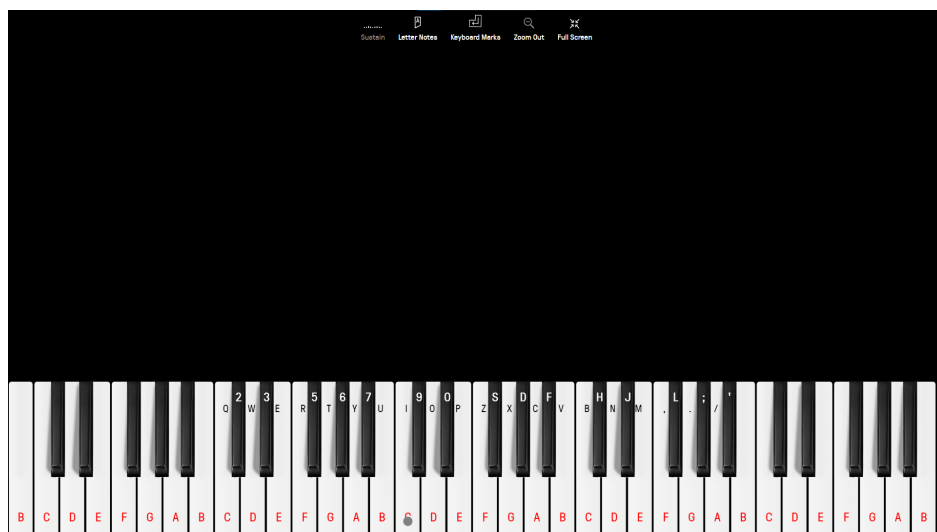 Sustain Letter Notes Keyboard Marks Zoom Out Full Screen
2 3 5 6 7 9 0 S D F H J L ; '
Q W E R T Y U I O P Z X C V B N M , . /
B C D E F G A B C D E F G A B C D E F G A B C D E F G A B C D E F G A B